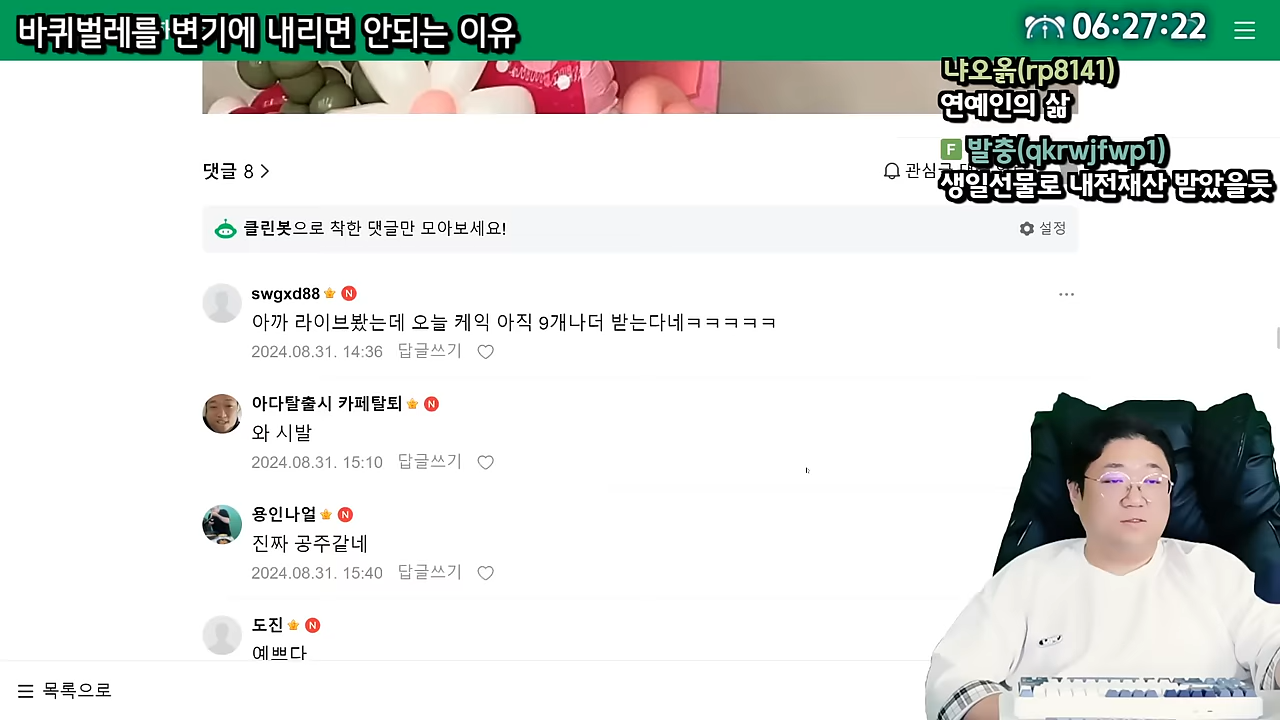 바퀴벌레를 변기에 내리면 안되는 이유
06:27:22
냐오옭(rp8141)
연예인의 삶
F 발충(qkrwjfwp1)
생일선물로 내전재산 받았을듯
댓글 8
관심글
클린봇으로 착한 댓글만 모아보세요!
설정
swgxd88 N
아까 라이브봤는데 오늘 케익 아직 9개나더 받는다네ㅋㅋㅋㅋㅋ
2024.08.31. 14:36 답글쓰기
아다탈출시 카페탈퇴 N
와 시발
2024.08.31. 15:10 답글쓰기
용인나얼 N
진짜 공주같네
2024.08.31. 15:40 답글쓰기
도진 N
예쁘다
목록으로